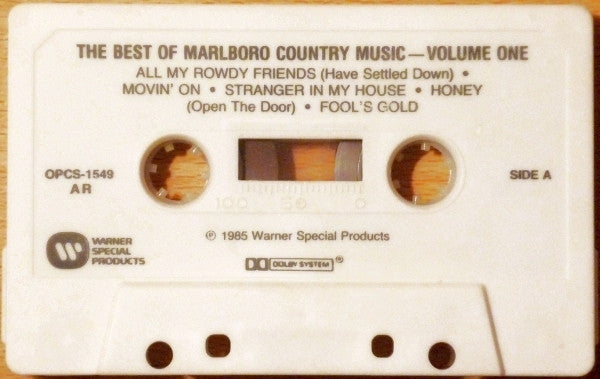 THE BEST OF MARLBORO COUNTRY MUSIC—VOLUME ONE
ALL MY ROWDY FRIENDS (Have Settled Down) •
MOVIN' ON • STRANGER IN MY HOUSE • HONEY
(Open The Door) • FOOL'S GOLD
OPCS-1549
AR
SIDE A
100 50 0
℗ 1985 Warner Special Products
WARNER
SPECIAL
PRODUCTS
DOLBY SYSTEM ®